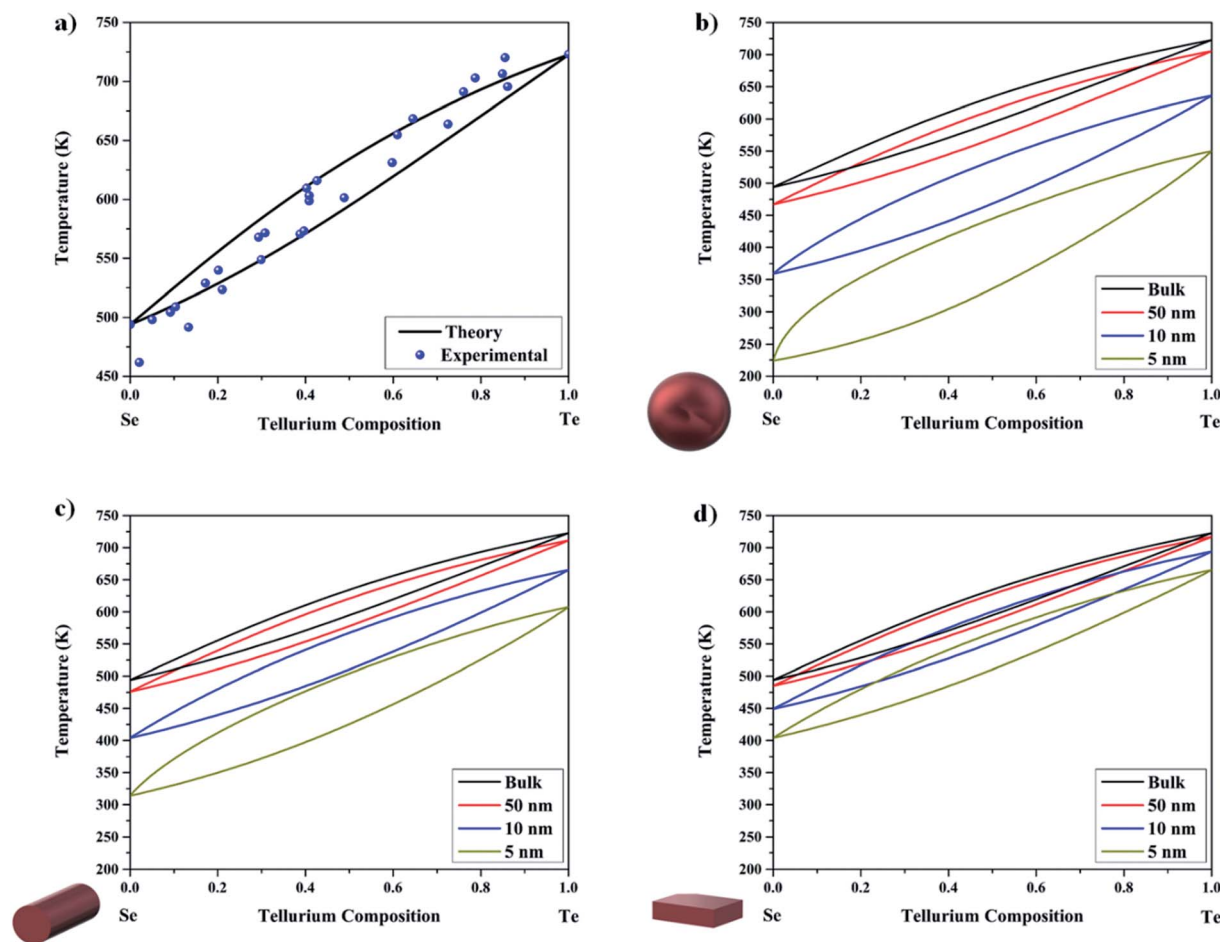 a)
750
700
650
600
550
500
450
Temperature (K)
Theory
Experimental
0.0 0.2 0.4 0.6 0.8 1.0
Se Tellurium Composition Te
b)
750
700
650
600
550
500
450
400
350
300
250
200
Temperature (K)
Bulk
50 nm
10 nm
5 nm
0.0 0.2 0.4 0.6 0.8 1.0
Se Tellurium Composition Te
c)
750
700
650
600
550
500
450
400
350
300
250
200
Temperature (K)
Bulk
50 nm
10 nm
5 nm
0.0 0.2 0.4 0.6 0.8 1.0
Se Tellurium Composition Te
d)
750
700
650
600
550
500
450
400
350
300
250
200
Temperature (K)
Bulk
50 nm
10 nm
5 nm
0.0 0.2 0.4 0.6 0.8 1.0
Se Tellurium Composition Te